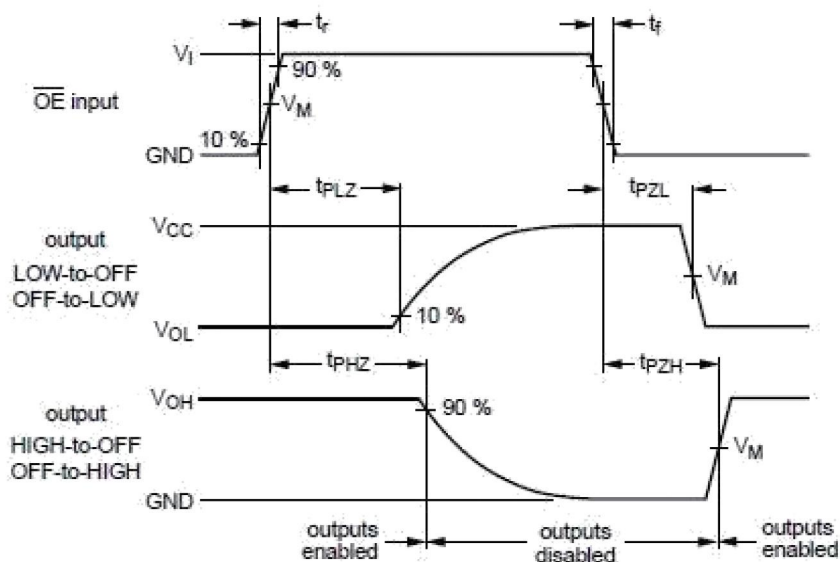 tr
tf
VI
90 %
OE input
VM
10 %
GND
tPLZ
tPZL
VCC
output
LOW-to-OFF
OFF-to-LOW
VM
10 %
VOL
tPHZ
tPZH
VOH
output
90 %
HIGH-to-OFF
OFF-to-HIGH
VM
GND
outputs
enabled
outputs
disabled
outputs
enabled